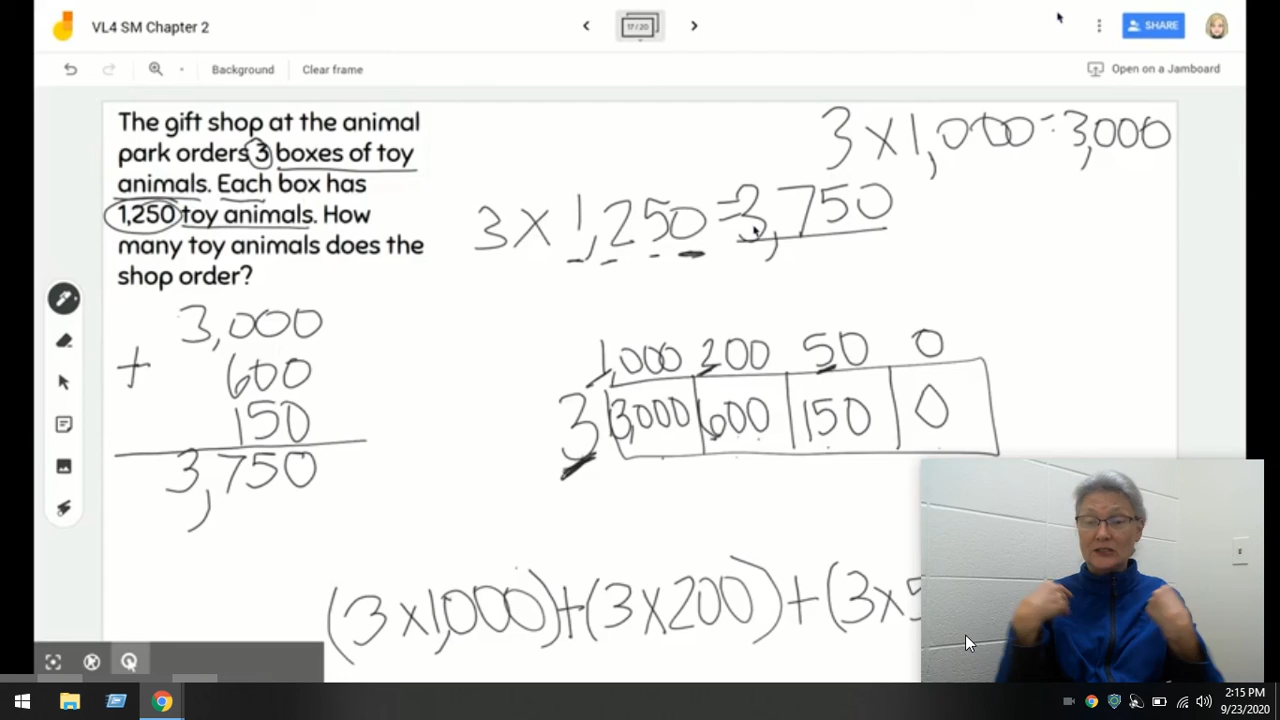 VL4 SM Chapter 2
17/20
SHARE
Background
Clear frame
Open on a Jamboard
The gift shop at the animal
park orders 3 boxes of toy
animals. Each box has
1,250 toy animals. How
many toy animals does the
shop order?
3 x 1,000 = 3,000
3 x 1,250 = 3,750
3,000
+ 600
150
3,750
1,000 200 50 0
3 3,000 600 150 0
(3 x 1,000) + (3 x 200) + (3 x 5
2:15 PM
9/23/2020